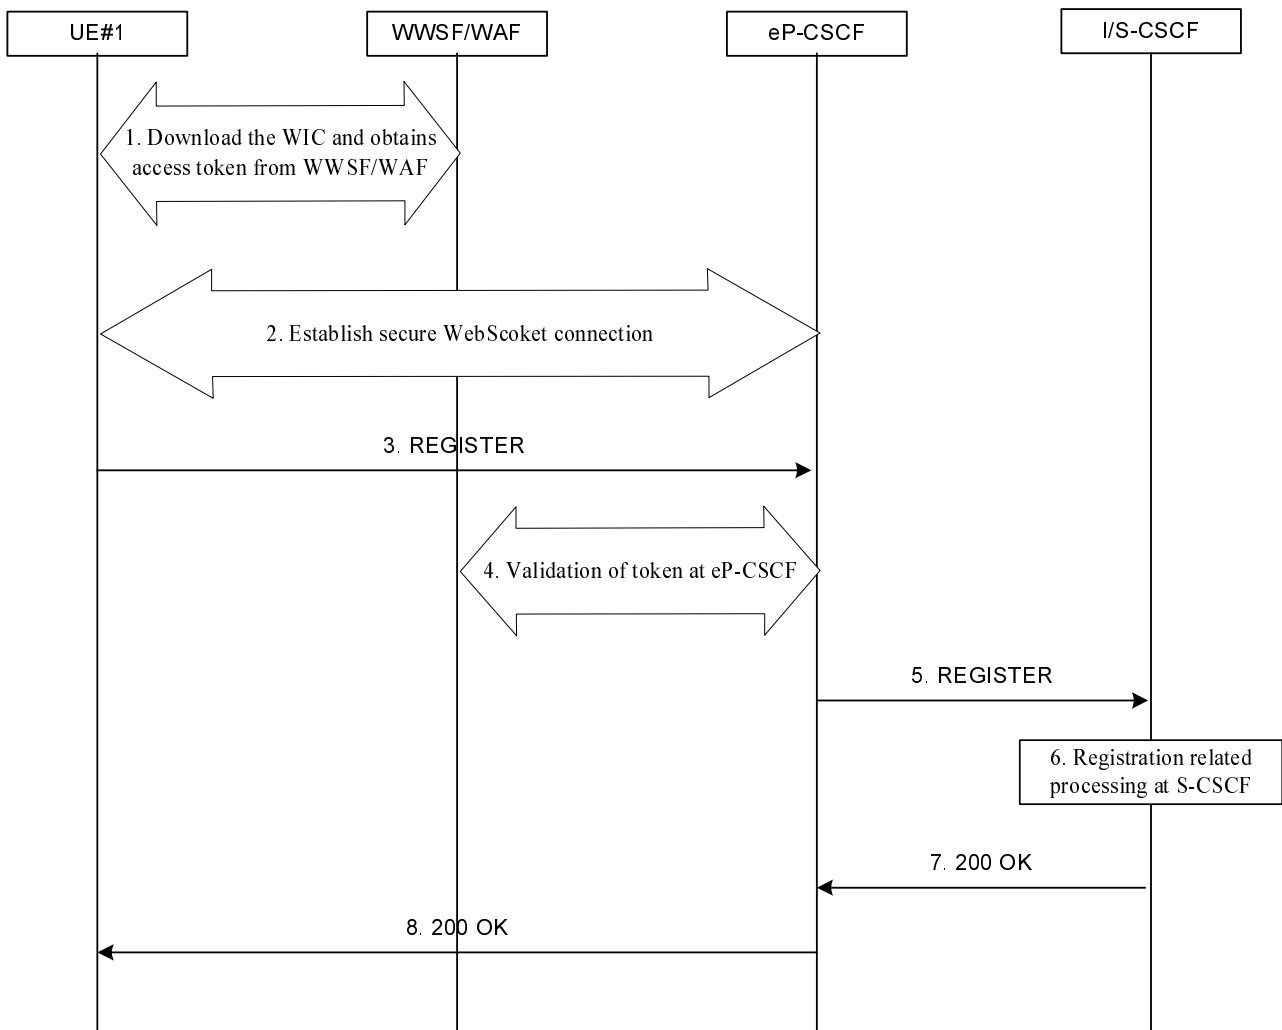 UE#1
WWSF/WAF
eP-CSCF
I/S-CSCF
1. Download the WIC and obtains
access token from WWSF/WAF
2. Establish secure WebScoket connection
3. REGISTER
4. Validation of token at eP-CSCF
5. REGISTER
6. Registration related
processing at S-CSCF
7. 200 OK
8. 200 OK